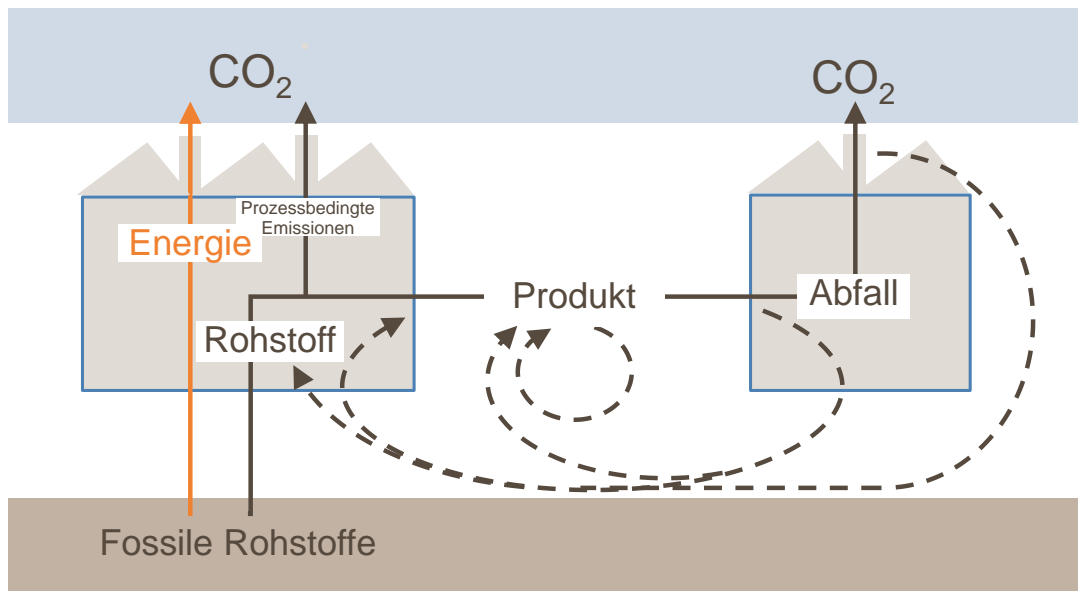 CO₂
CO₂
Prozessbedingte
Emissionen
Energie
Produkt
Abfall
Rohstoff
Fossile Rohstoffe